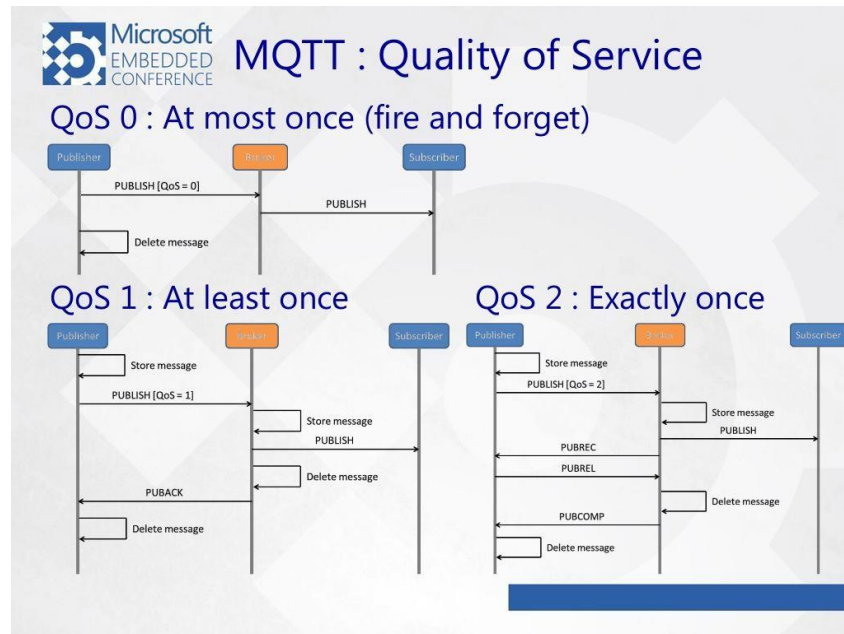 Microsoft
EMBEDDED
CONFERENCE
MQTT : Quality of Service
QoS 0 : At most once (fire and forget)
Publisher Broker Subscriber
PUBLISH [QoS = 0]
PUBLISH
Delete message
QoS 1 : At least once
Publisher Broker Subscriber
Store message
PUBLISH [QoS = 1]
Store message
PUBLISH
Delete message
PUBACK
Delete message
QoS 2 : Exactly once
Publisher Broker Subscriber
Store message
PUBLISH [QoS = 2]
Store message
PUBLISH
PUBREC
PUBREL
Delete message
PUBCOMP
Delete message